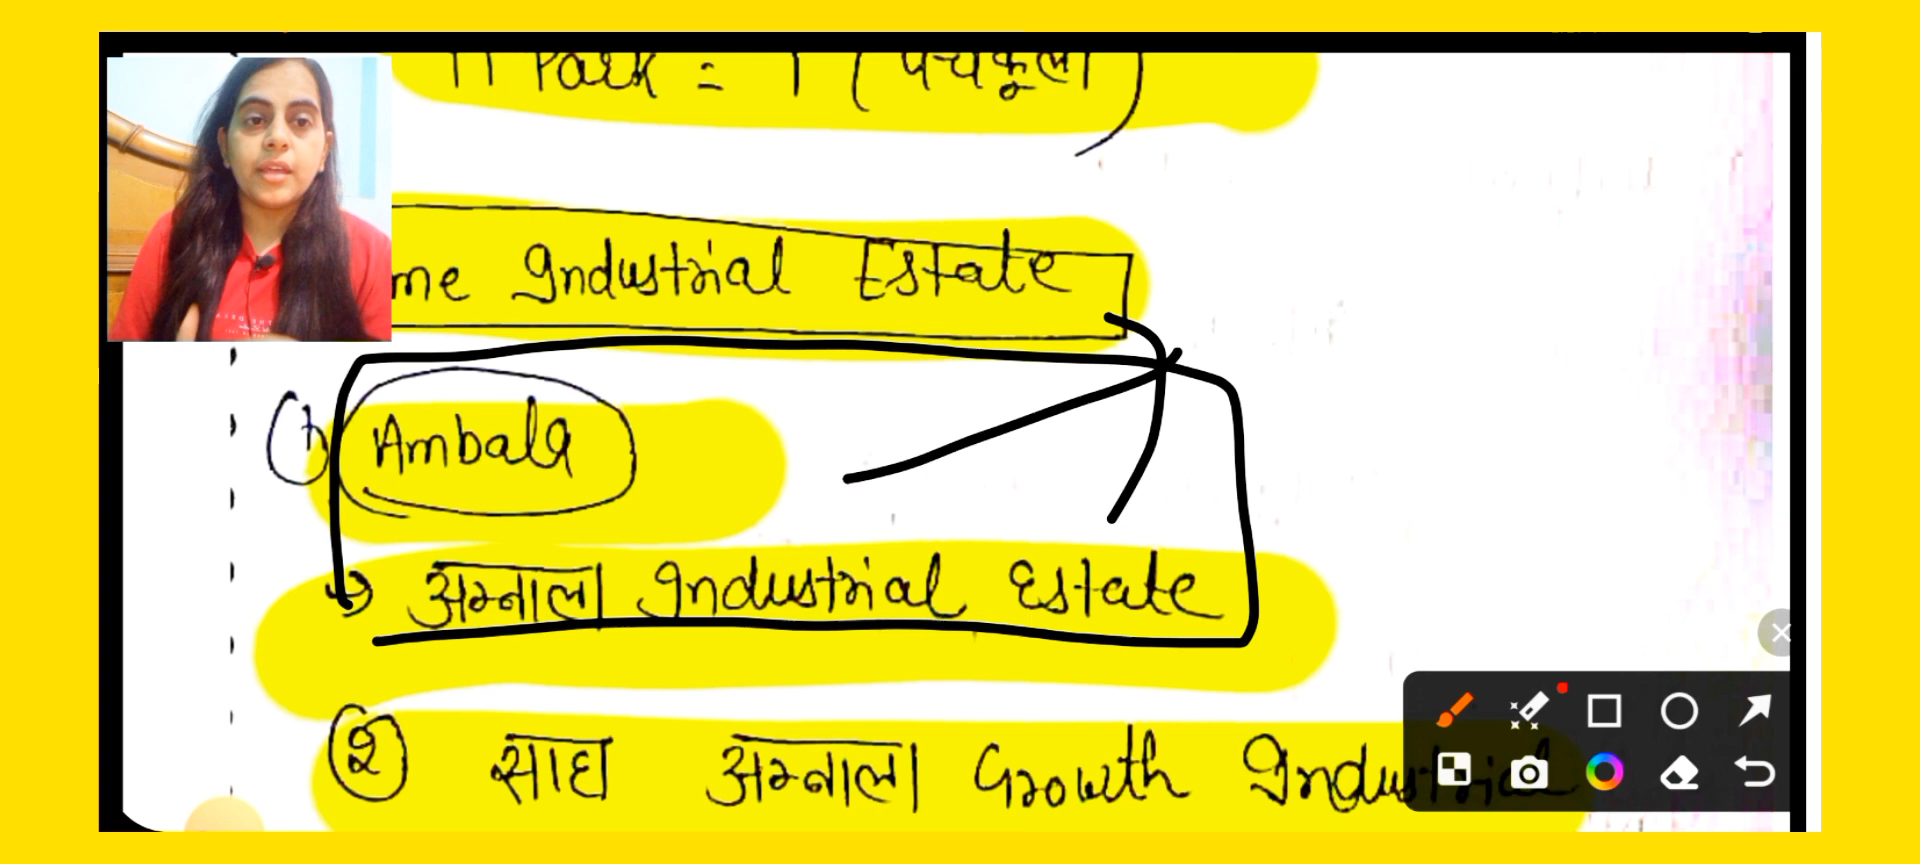 IT Park = 1 (पंचकूला)
me Industrial Estate
1 Ambala
→ अम्बाला Industrial Estate
2 साहा अम्बाला Growth Industrial